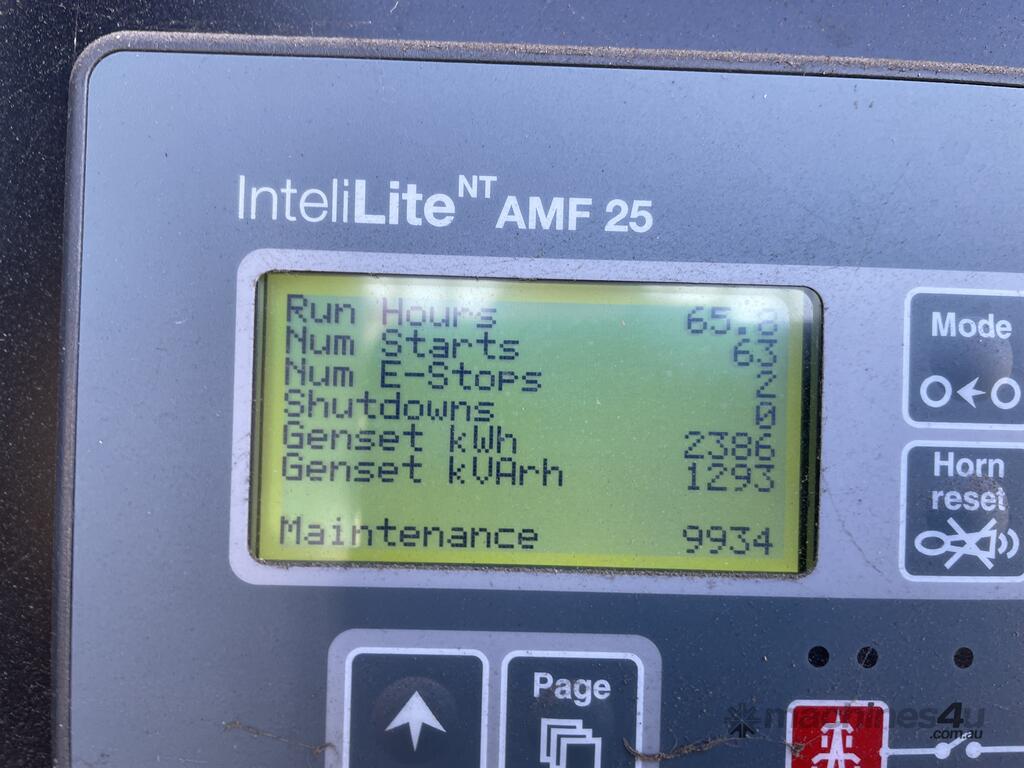 InteliLite NT AMF 25
Run Hours 65.8
Num Starts 63
Num E-Stops 2
Shutdowns 0
Genset kWh 2386
Genset kVArh 1293
Maintenance 9934
Mode
Horn
reset
Page
machines4u
.com.au